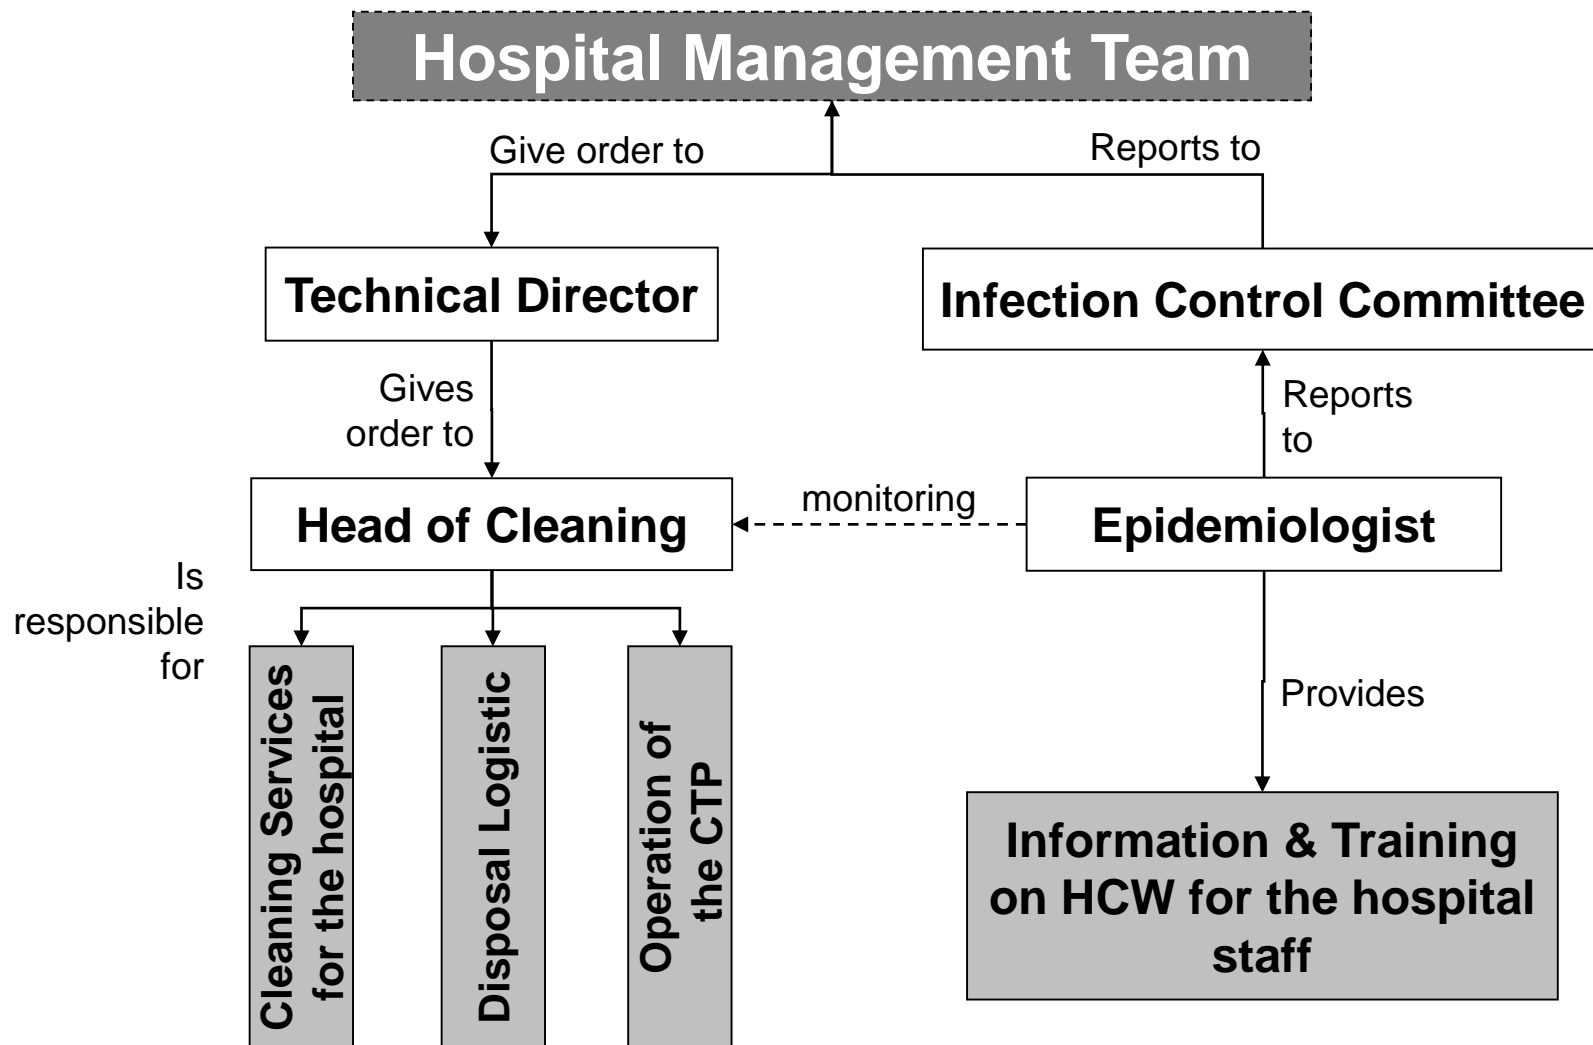 Hospital Management Team
Give order to
Reports to
Technical Director
Infection Control Committee
Gives
order to
Reports
to
Head of Cleaning
monitoring
Epidemiologist
Is
responsible
for
Cleaning Services
for the hospital
Disposal Logistic
Operation of
the CTP
Provides
Information & Training
on HCW for the hospital
staff